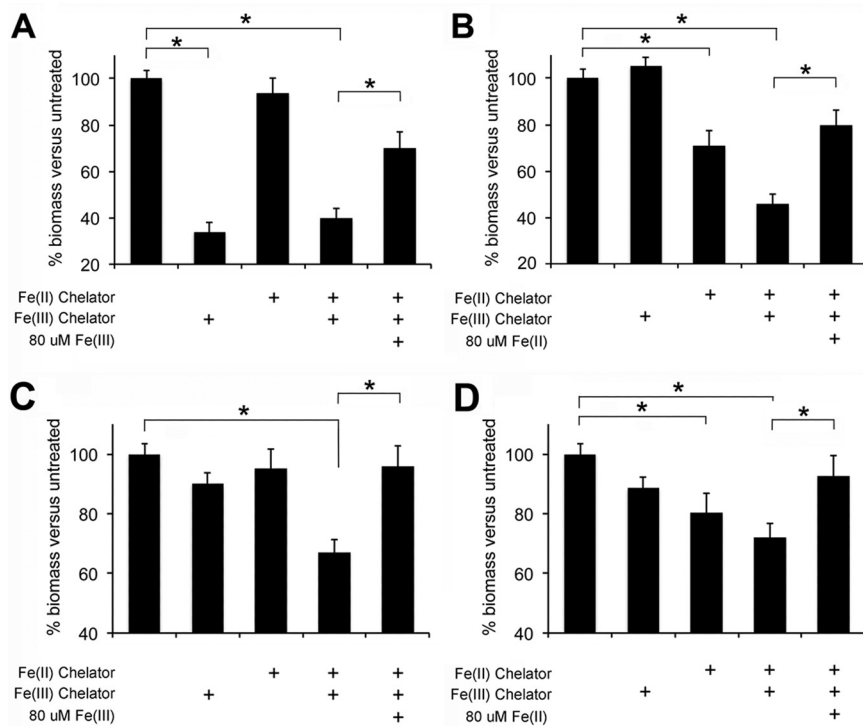 A
% biomass versus untreated
100
80
60
40
20
* * *
Fe(II) Chelator + + +
Fe(III) Chelator + + +
80 uM Fe(III) +
B
% biomass versus untreated
100
80
60
40
20
* * *
Fe(II) Chelator + + +
Fe(III) Chelator + + +
80 uM Fe(II) +
C
% biomass versus untreated
100
80
60
40
* *
Fe(II) Chelator + + +
Fe(III) Chelator + + +
80 uM Fe(III) +
D
% biomass versus untreated
100
80
60
40
* * *
Fe(II) Chelator + + +
Fe(III) Chelator + + +
80 uM Fe(II) +